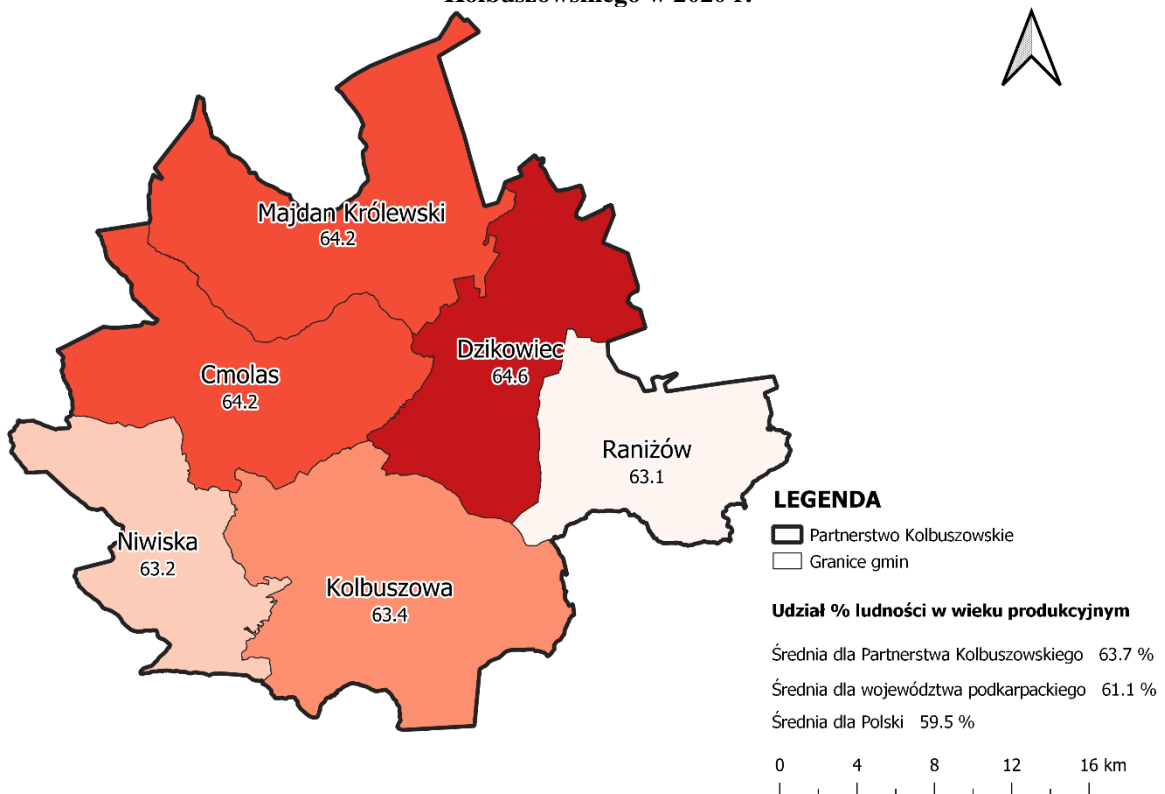 Kolbuszowskiego w 2020 r.
Majdan Królewski
64.2
Dzikowiec
64.6
Cmolas
64.2
Raniżów
63.1
Niwiska
63.2
Kolbuszowa
63.4
LEGENDA
Partnerstwo Kolbuszowskie
Granice gmin
Udział % ludności w wieku produkcyjnym
Średnia dla Partnerstwa Kolbuszowskiego 63.7 %
Średnia dla województwa podkarpackiego 61.1 %
Średnia dla Polski 59.5 %
0 4 8 12 16 km